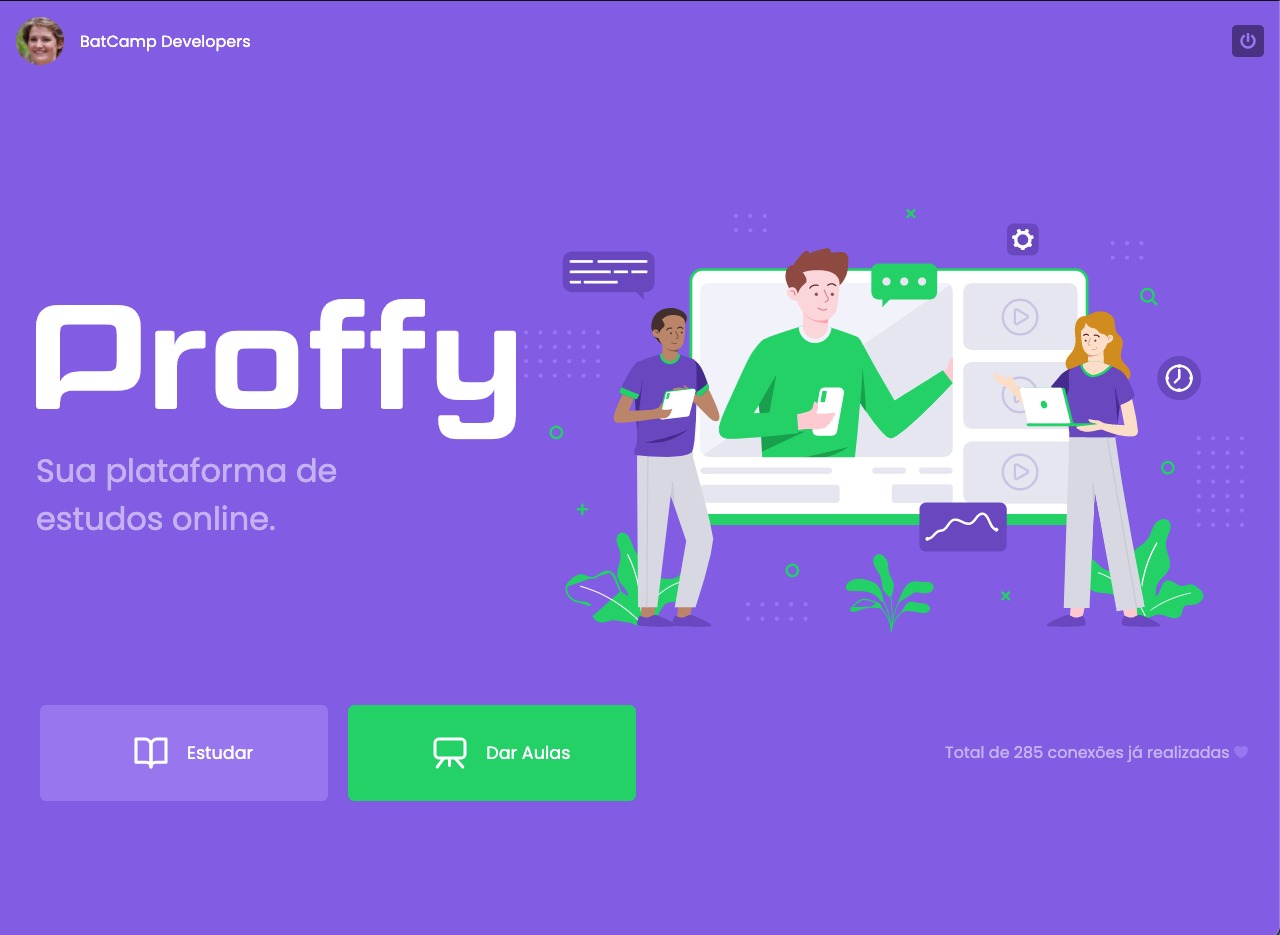 BatCamp Developers
Proffy
Sua plataforma de
estudos online.
Estudar
Dar Aulas
Total de 285 conexões já realizadas